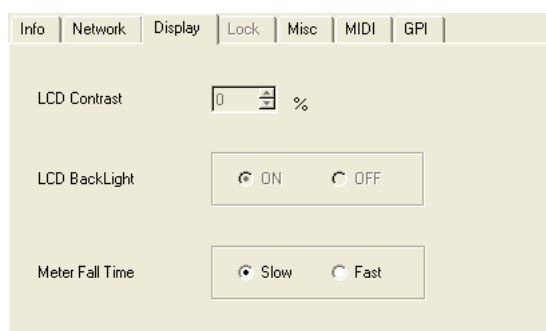 Info Network Display Lock Misc MIDI GPI
LCD Contrast 0 %
LCD BackLight ON OFF
Meter Fall Time Slow Fast